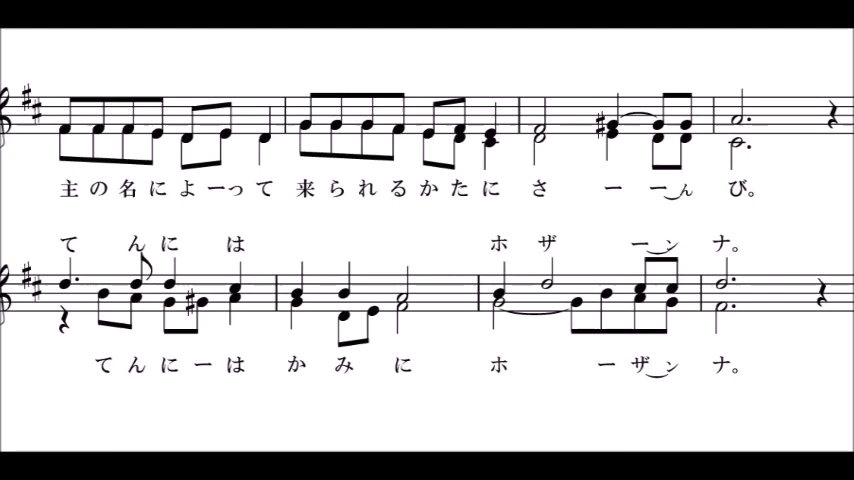 主の名によーって来られるかたにさーーんび。
てんには ホザーンナ。
てんにーはかみにホーザンナ。